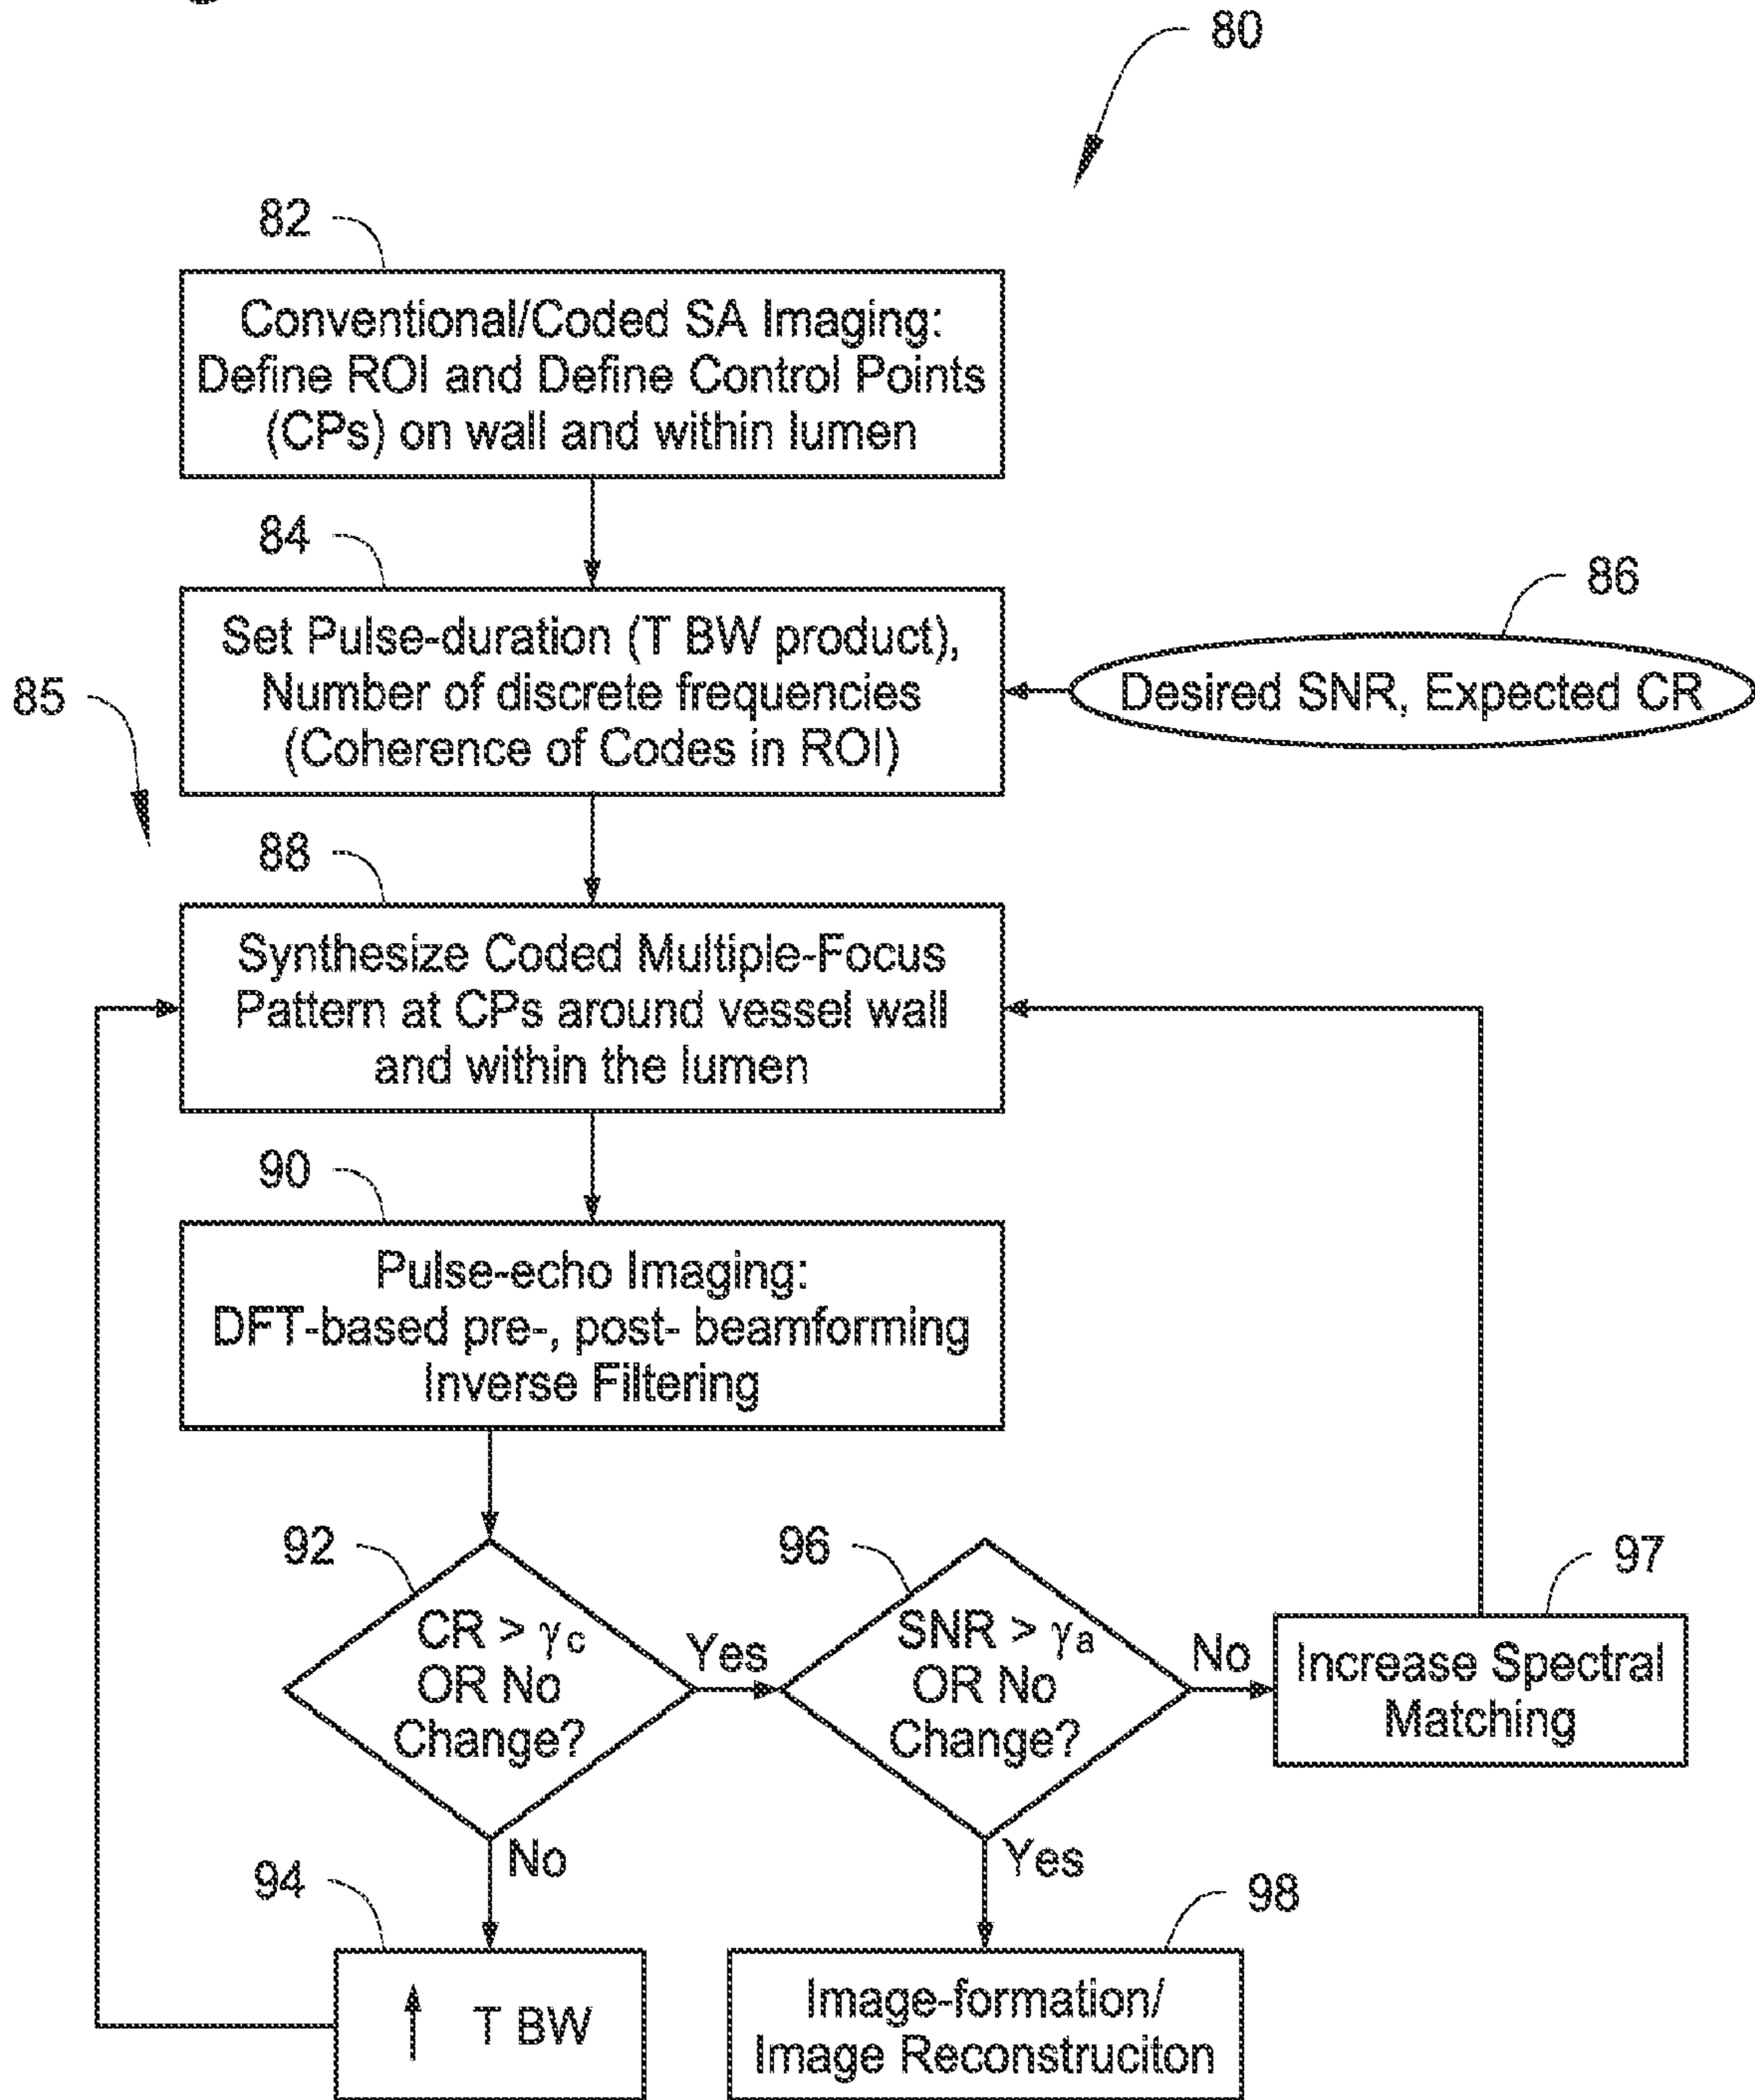 80
82
Conventional/Coded SA Imaging:
Define ROI and Define Control Points
(CPs) on wall and within lumen
84
Set Pulse-duration (T BW product),
Number of discrete frequencies
(Coherence of Codes in ROI)
86
Desired SNR, Expected CR
85
88
Synthesize Coded Multiple-Focus
Pattern at CPs around vessel wall
and within the lumen
90
Pulse-echo Imaging:
DFT-based pre-, post- beamforming
Inverse Filtering
92
CR > γc
OR No
Change?
Yes
No
96
SNR > γa
OR No
Change?
No
Yes
97
Increase Spectral
Matching
94
↑ T BW
98
Image-formation/
Image Reconstruciton